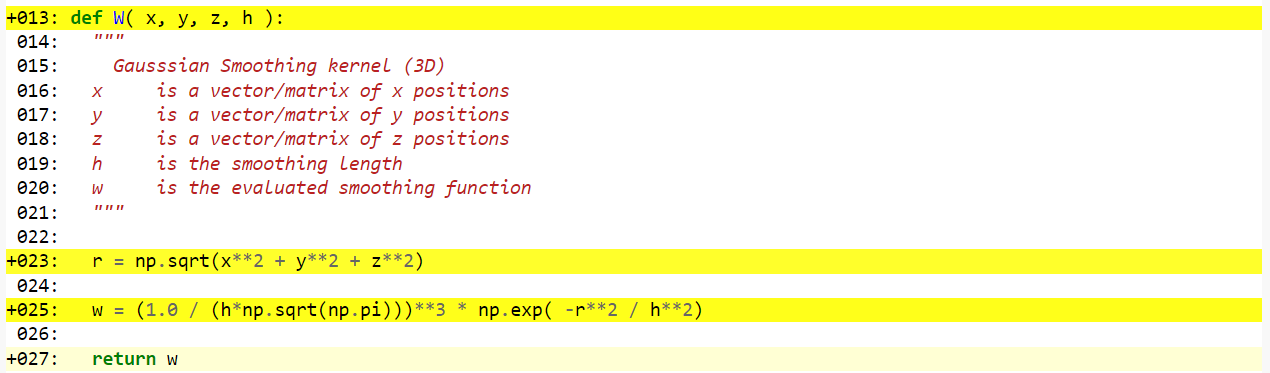 +013: def W( x, y, z, h ):
014: """
015: Gausssian Smoothing kernel (3D)
016: x is a vector/matrix of x positions
017: y is a vector/matrix of y positions
018: z is a vector/matrix of z positions
019: h is the smoothing length
020: w is the evaluated smoothing function
021: """
022:
+023: r = np.sqrt(x**2 + y**2 + z**2)
024:
+025: w = (1.0 / (h*np.sqrt(np.pi)))**3 * np.exp( -r**2 / h**2)
026:
+027: return w